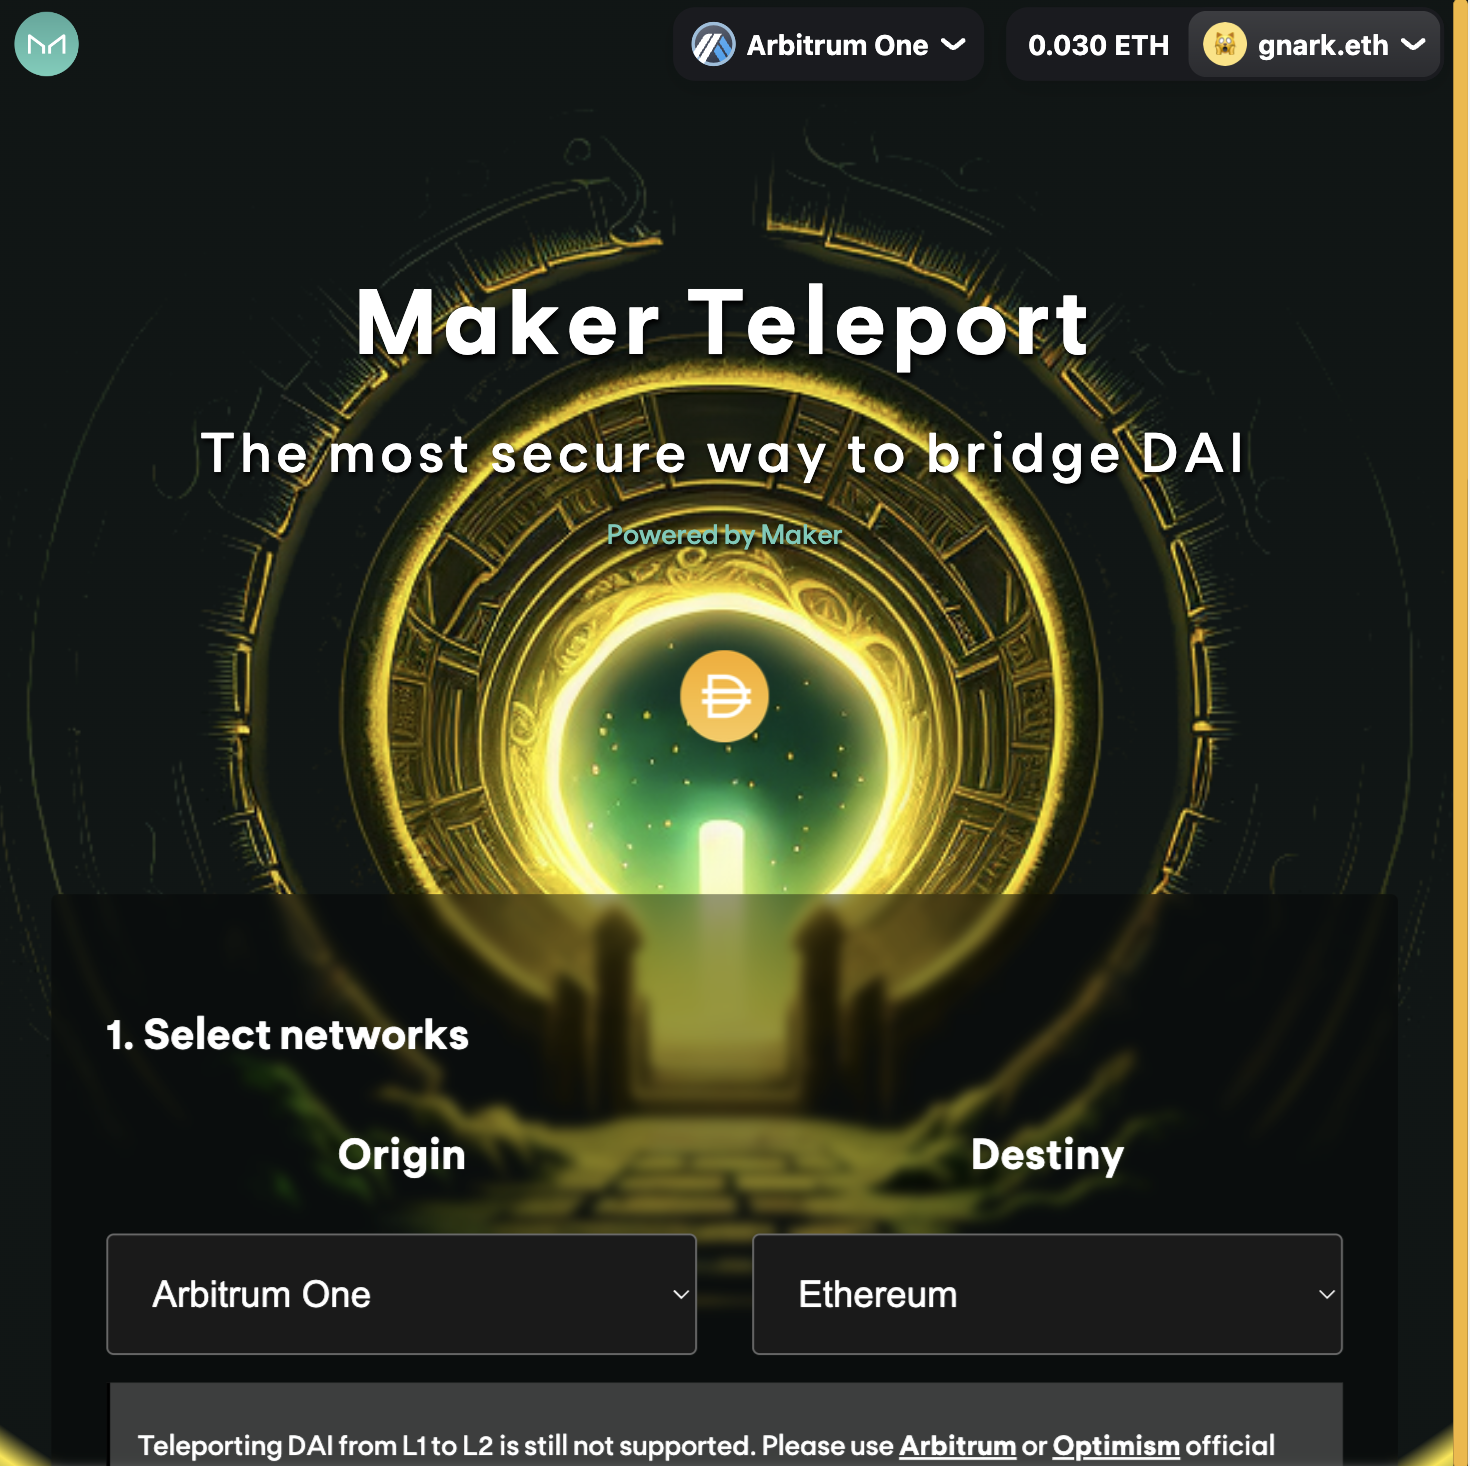 Arbitrum One
0.030 ETH
gnark.eth
Maker Teleport
The most secure way to bridge DAI
Powered by Maker
1. Select networks
Origin
Destiny
Arbitrum One
Ethereum
Teleporting DAI from L1 to L2 is still not supported. Please use Arbitrum or Optimism official